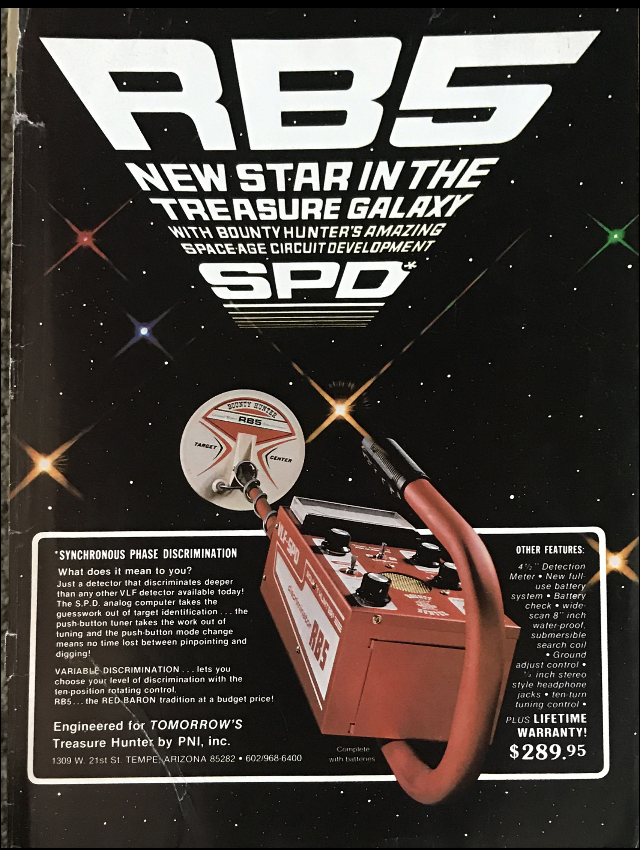 RB5
NEW STAR IN THE
TREASURE GALAXY
WITH BOUNTY HUNTER'S AMAZING
SPACE-AGE CIRCUIT DEVELOPMENT
SPD*
BOUNTY HUNTER
RB5
TARGET
CENTER
VLF-SPD
RB5
*SYNCHRONOUS PHASE DISCRIMINATION
What does it mean to you?
Just a detector that discriminates deeper
than any other VLF detector available today!
The S.P.D. analog computer takes the
guesswork out of target identification . . . the
push-button tuner takes the work out of
tuning and the push-button mode change
means no time lost between pinpointing and
digging!
VARIABLE DISCRIMINATION . . . lets you
choose your level of discrimination with the
ten-position rotating control.
RB5 . . . the RED BARON tradition at a budget price!
Engineered for TOMORROW'S
Treasure Hunter by PNI, inc.
1309 W. 21st St. TEMPE, ARIZONA 85282 • 602/968-6400
Complete
with batteries
OTHER FEATURES:
4½" Detection
Meter • New full-
use battery
system • Battery
check • wide-
scan 8" inch
water-proof,
submersible
search coil
• Ground
adjust control •
inch stereo
style headphone
jacks • ten-turn
tuning control •
PLUS LIFETIME
WARRANTY!
$289.95